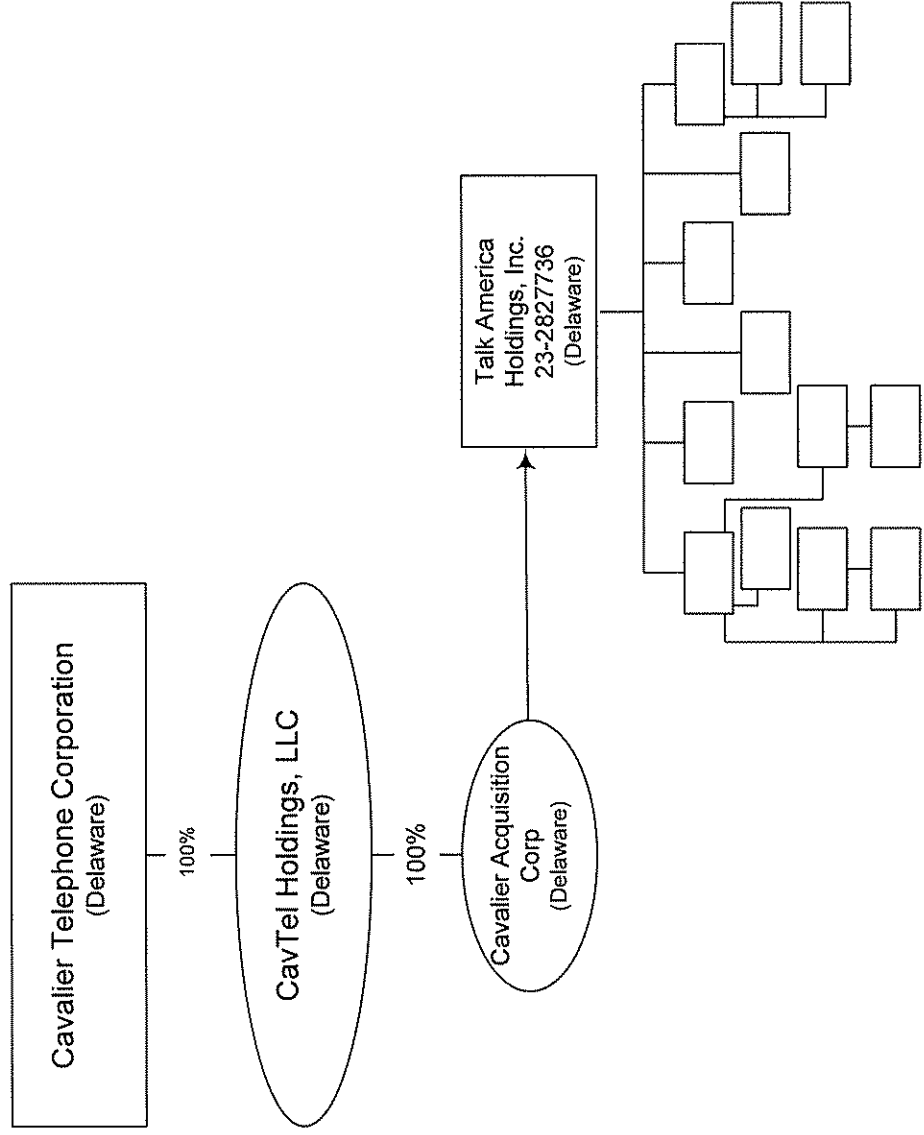 Cavalier Telephone Corporation
(Delaware)
100%
CavTel Holdings, LLC
(Delaware)
100%
Cavalier Acquisition
Corp
(Delaware)
Talk America
Holdings, Inc.
23-2827736
(Delaware)